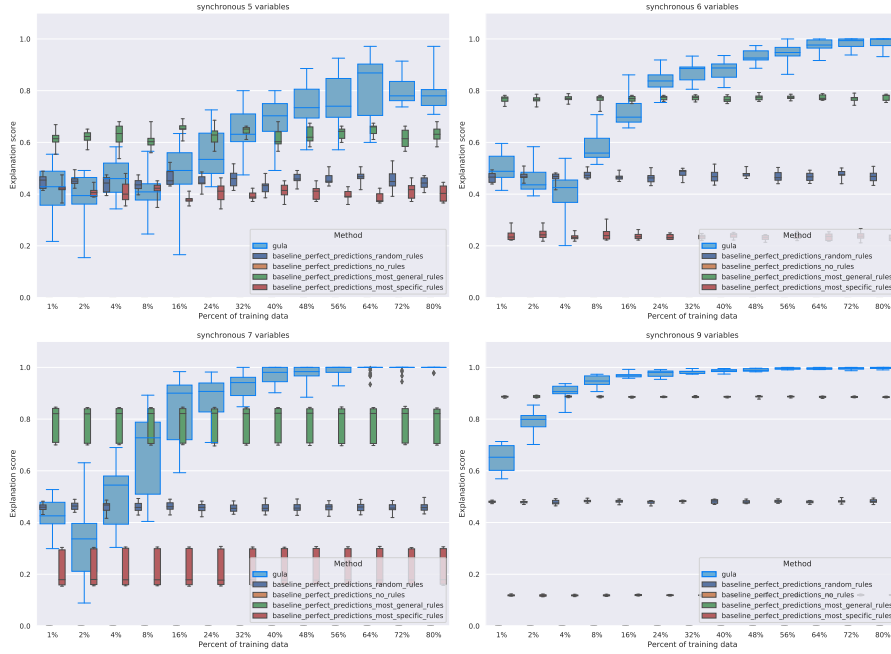 synchronous 5 variables
1.0
0.8
0.6
0.4
0.2
0.0
Explanation score
1% 2% 4% 8% 16% 24% 32% 40% 48% 56% 64% 72% 80%
Percent of training data
Method
gula
baseline_perfect_predictions_random_rules
baseline_perfect_predictions_no_rules
baseline_perfect_predictions_most_general_rules
baseline_perfect_predictions_most_specific_rules
synchronous 6 variables
1.0
0.8
0.6
0.4
0.2
0.0
Explanation score
1% 2% 4% 8% 16% 24% 32% 40% 48% 56% 64% 72% 80%
Percent of training data
Method
gula
baseline_perfect_predictions_random_rules
baseline_perfect_predictions_no_rules
baseline_perfect_predictions_most_general_rules
baseline_perfect_predictions_most_specific_rules
synchronous 7 variables
1.0
0.8
0.6
0.4
0.2
0.0
Explanation score
1% 2% 4% 8% 16% 24% 32% 40% 48% 56% 64% 72% 80%
Percent of training data
Method
gula
baseline_perfect_predictions_random_rules
baseline_perfect_predictions_no_rules
baseline_perfect_predictions_most_general_rules
baseline_perfect_predictions_most_specific_rules
synchronous 9 variables
1.0
0.8
0.6
0.4
0.2
0.0
Explanation score
1% 2% 4% 8% 16% 24% 32% 40% 48% 56% 64% 72% 80%
Percent of training data
Method
gula
baseline_perfect_predictions_random_rules
baseline_perfect_predictions_no_rules
baseline_perfect_predictions_most_general_rules
baseline_perfect_predictions_most_specific_rules